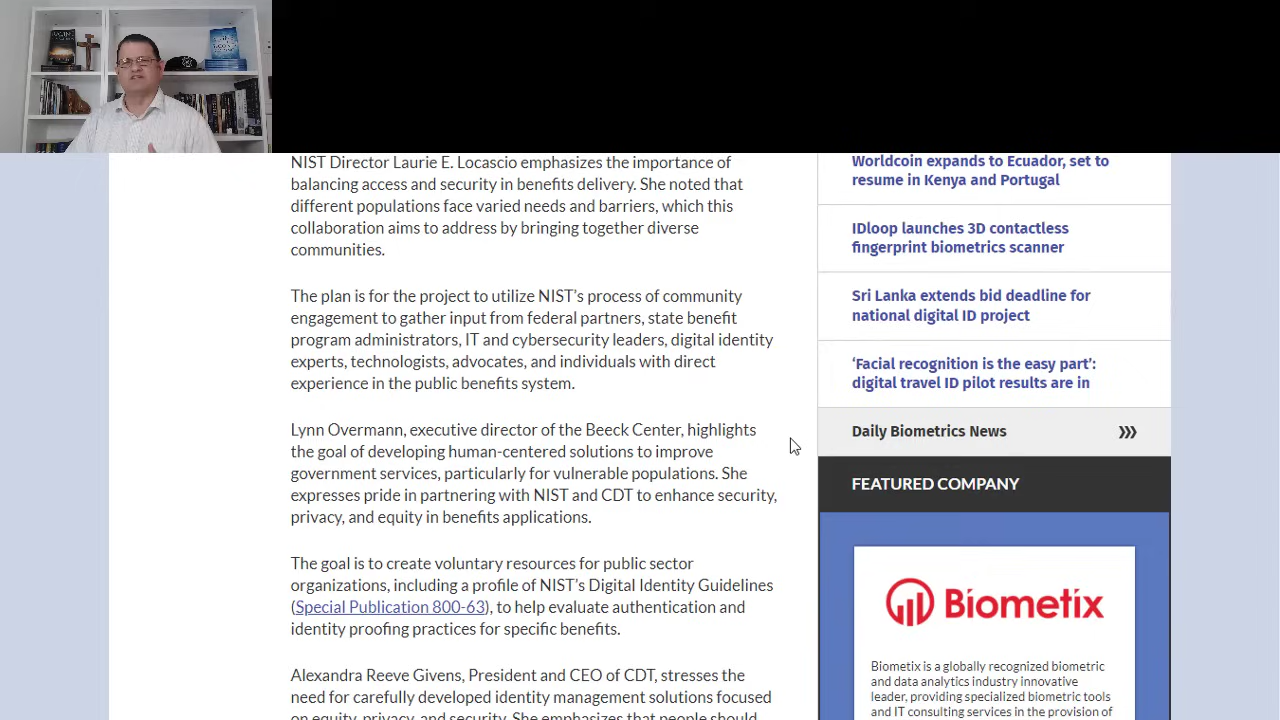 NIST Director Laurie E. Locascio emphasizes the importance of
balancing access and security in benefits delivery. She noted that
different populations face varied needs and barriers, which this
collaboration aims to address by bringing together diverse
communities.
The plan is for the project to utilize NIST’s process of community
engagement to gather input from federal partners, state benefit
program administrators, IT and cybersecurity leaders, digital identity
experts, technologists, advocates, and individuals with direct
experience in the public benefits system.
Lynn Overmann, executive director of the Beeck Center, highlights
the goal of developing human-centered solutions to improve
government services, particularly for vulnerable populations. She
expresses pride in partnering with NIST and CDT to enhance security,
privacy, and equity in benefits applications.
The goal is to create voluntary resources for public sector
organizations, including a profile of NIST’s Digital Identity Guidelines
(Special Publication 800-63), to help evaluate authentication and
identity proofing practices for specific benefits.
Alexandra Reeve Givens, President and CEO of CDT, stresses the
need for carefully developed identity management solutions focused
on equity, privacy, and security. She emphasizes that people should
Worldcoin expands to Ecuador, set to
resume in Kenya and Portugal
IDloop launches 3D contactless
fingerprint biometrics scanner
Sri Lanka extends bid deadline for
national digital ID project
‘Facial recognition is the easy part’:
digital travel ID pilot results are in
Daily Biometrics News
FEATURED COMPANY
Biometix
Biometix is a globally recognized biometric
and data analytics industry innovative
leader, providing specialized biometric tools
and IT consulting services in the provision of